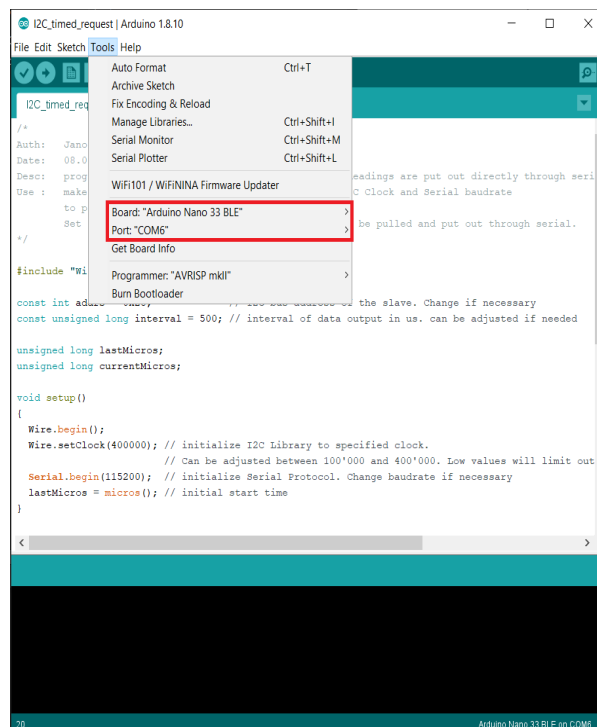 I2C_timed_request | Arduino 1.8.10
File Edit Sketch Tools Help
I2C_timed_req
Auto Format Ctrl+T
Archive Sketch
Fix Encoding & Reload
Manage Libraries... Ctrl+Shift+I
Serial Monitor Ctrl+Shift+M
Serial Plotter Ctrl+Shift+L
WiFi101 / WiFiNINA Firmware Updater
Board: "Arduino Nano 33 BLE"
Port: "COM6"
Get Board Info
Programmer: "AVRISP mkII"
Burn Bootloader
/*
Auth: Jano
Date: 08.0
Desc: prog eadings are put out directly through seri
Use : make C Clock and Serial baudrate
to p
Set be pulled and put out through serial.
*/
#include "Wi
const int the slave. Change if necessary
const unsigned long interval = 500; // interval of data output in us. can be adjusted if needed
unsigned long lastMicros;
unsigned long currentMicros;
void setup()
{
Wire.begin();
Wire.setClock(400000); // initialize I2C Library to specified clock.
// Can be adjusted between 100'000 and 400'000. Low values will limit out
Serial.begin(115200); // initialize Serial Protocol. Change baudrate if necessary
lastMicros = micros(); // initial start time
}
20 Arduino Nano 33 BLE on COM6